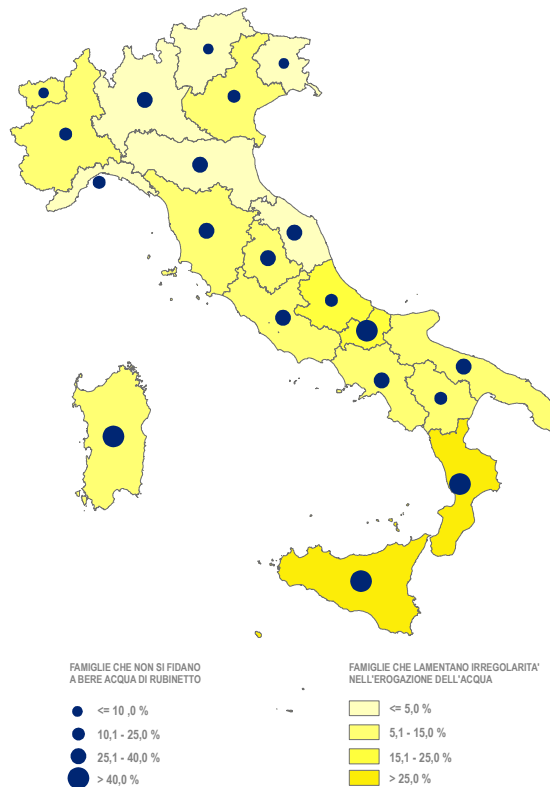 FAMIGLIE CHE NON SI FIDANO
A BERE ACQUA DI RUBINETTO
<= 10 ,0 %
10,1 - 25,0 %
25,1 - 40,0 %
> 40,0 %
FAMIGLIE CHE LAMENTANO IRREGOLARITA'
NELL'EROGAZIONE DELL'ACQUA
<= 5,0 %
5,1 - 15,0 %
15,1 - 25,0 %
> 25,0 %